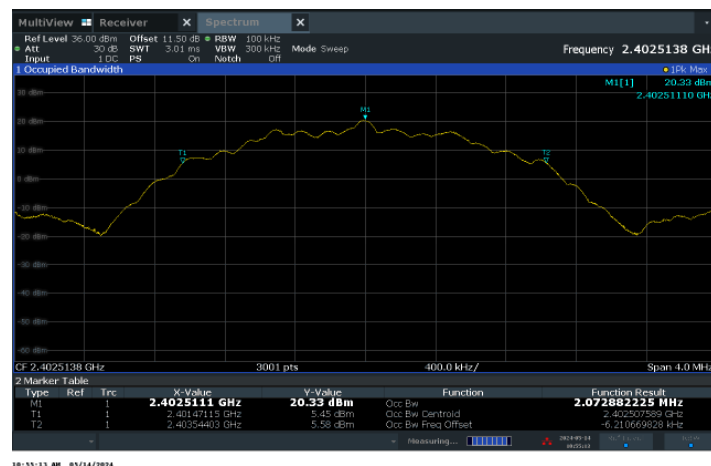 MultiView Receiver X Spectrum X
Ref Level 36.00 dBm Offset 11.50 dB RBW 100 kHz
Att 30 dB SWT 3.01 ms VBW 300 kHz Mode Sweep Frequency 2.4025138 GH
Input 1 DC PS On Notch Off
1 Occupied Bandwidth 1Pk Max
M1[1] 20.33 dBm
2.40251110 GH
30 dBm
M1
20 dBm
T1 T2
10 dBm
0 dBm
-10 dBm
-20 dBm
-30 dBm
-40 dBm
-50 dBm
-60 dBm
CF 2.4025138 GHz 3001 pts 400.0 kHz/ Span 4.0 MHz
2 Marker Table
Type Ref Trc X-Value Y-Value Function Function Result
M1 1 2.4025111 GHz 20.33 dBm Occ Bw 2.072882225 MHz
T1 1 2.40147115 GHz 5.45 dBm Occ Bw Centroid 2.402507589 GHz
T2 1 2.40354403 GHz 5.58 dBm Occ Bw Freq Offset -6.210669828 kHz
Measuring...